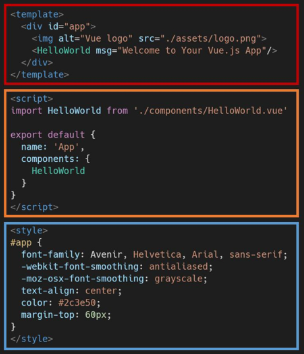 <template>
  <div id="app">
    <img alt="Vue logo" src="./assets/logo.png">
    <HelloWorld msg="Welcome to Your Vue.js App"/>
  </div>
</template>
<script>
import HelloWorld from './components/HelloWorld.vue'

export default {
  name: 'App',
  components: {
    HelloWorld
  }
}
</script>
<style>
#app {
  font-family: Avenir, Helvetica, Arial, sans-serif;
  -webkit-font-smoothing: antialiased;
  -moz-osx-font-smoothing: grayscale;
  text-align: center;
  color: #2c3e50;
  margin-top: 60px;
}
</style>